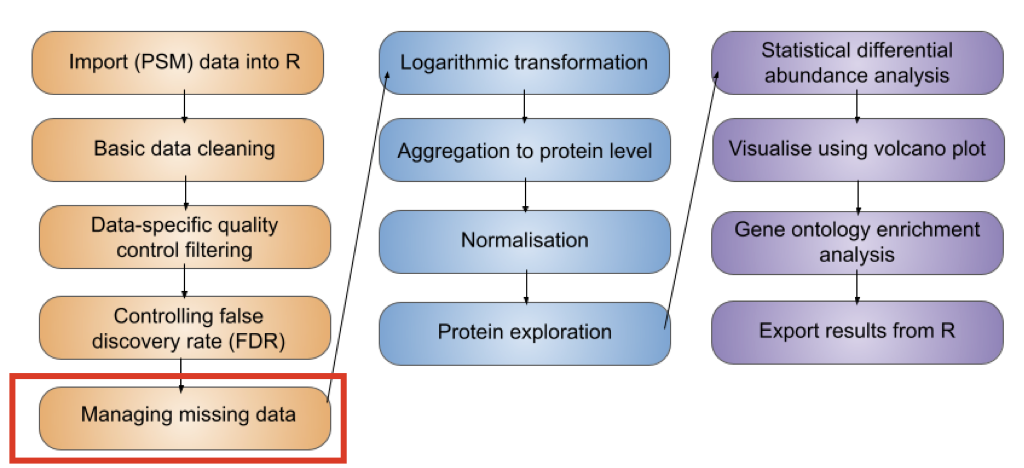 Import (PSM) data into R
Basic data cleaning
Data-specific quality
control filtering
Controlling false
discovery rate (FDR)
Managing missing data
Logarithmic transformation
Aggregation to protein level
Normalisation
Protein exploration
Statistical differential
abundance analysis
Visualise using volcano plot
Gene ontology enrichment
analysis
Export results from R